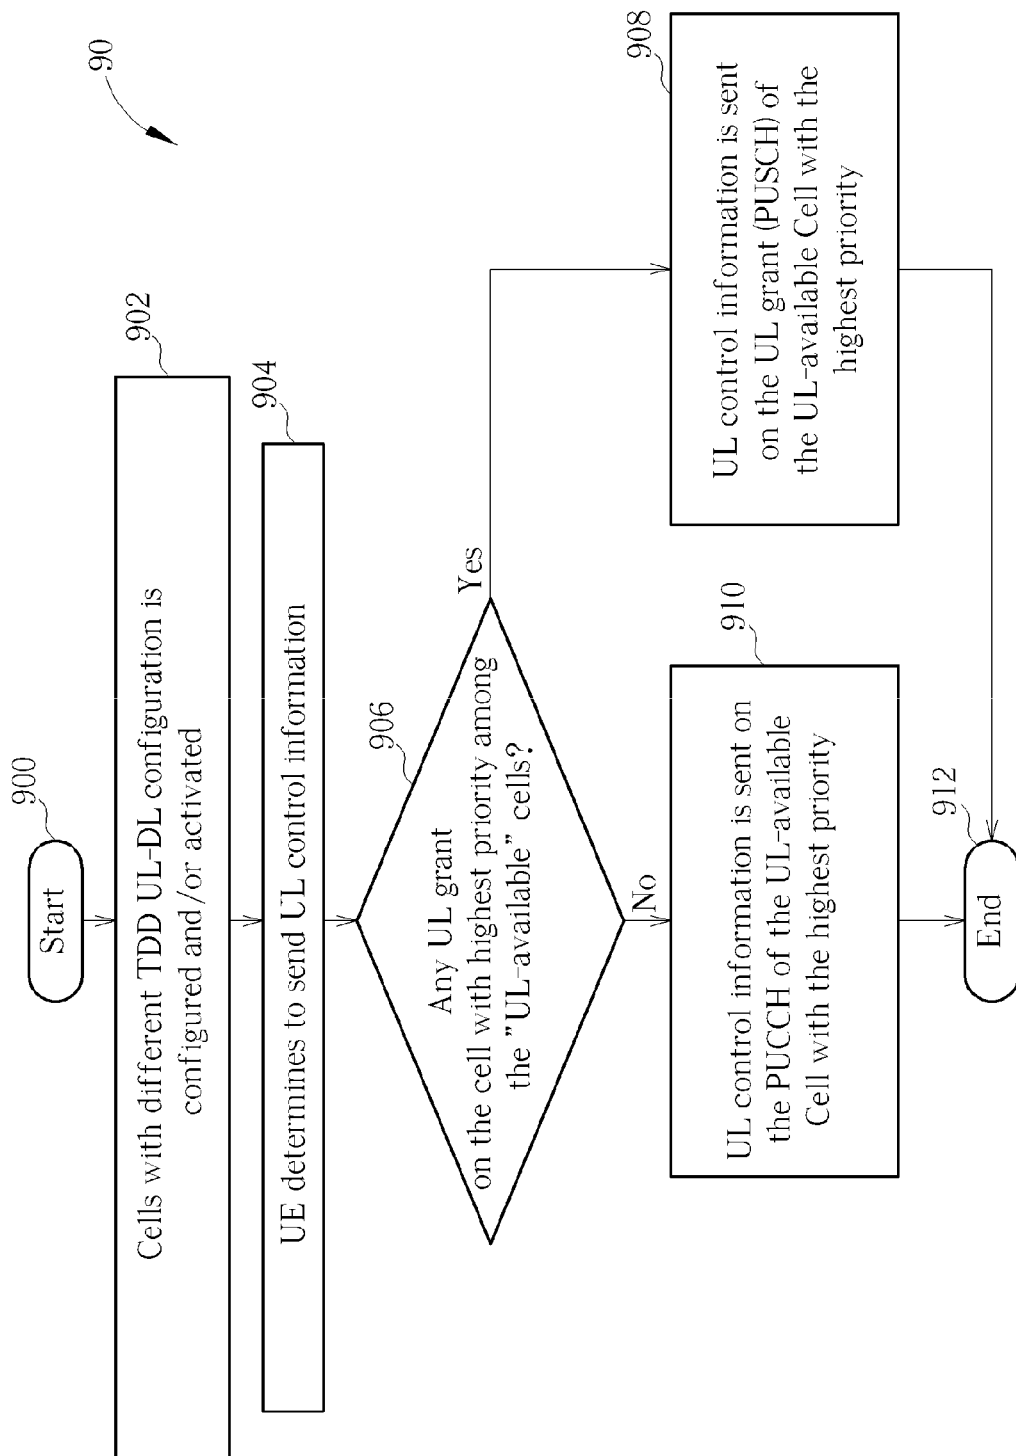 90
Start
900
Cells with different TDD UL-DL configuration is
configured and/or activated
902
UE determines to send UL control information
904
Any UL grant
on the cell with highest priority among
the "UL-available" cells?
906
Yes
No
UL control information is sent
on the UL grant (PUSCH) of
the UL-available Cell with the
highest priority
908
UL control information is sent on
the PUCCH of the UL-available
Cell with the highest priority
910
End
912